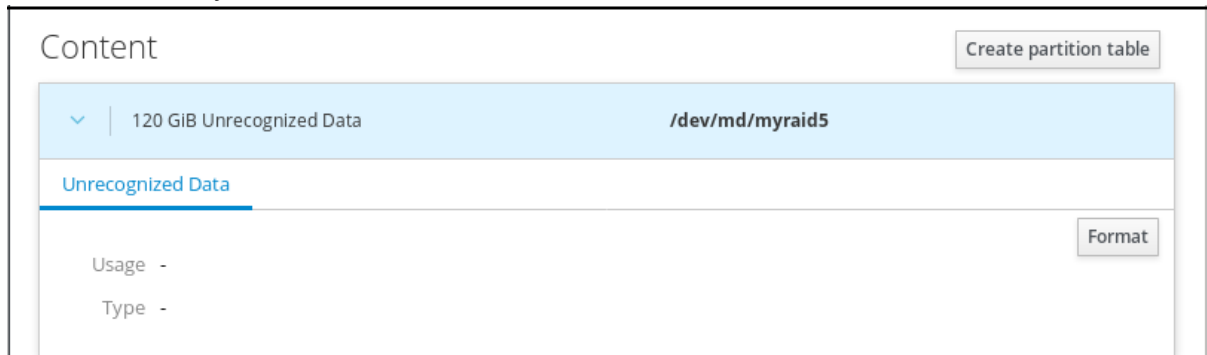 Content
Create partition table
120 GiB Unrecognized Data /dev/md/myraid5
Unrecognized Data
Format
Usage -
Type -